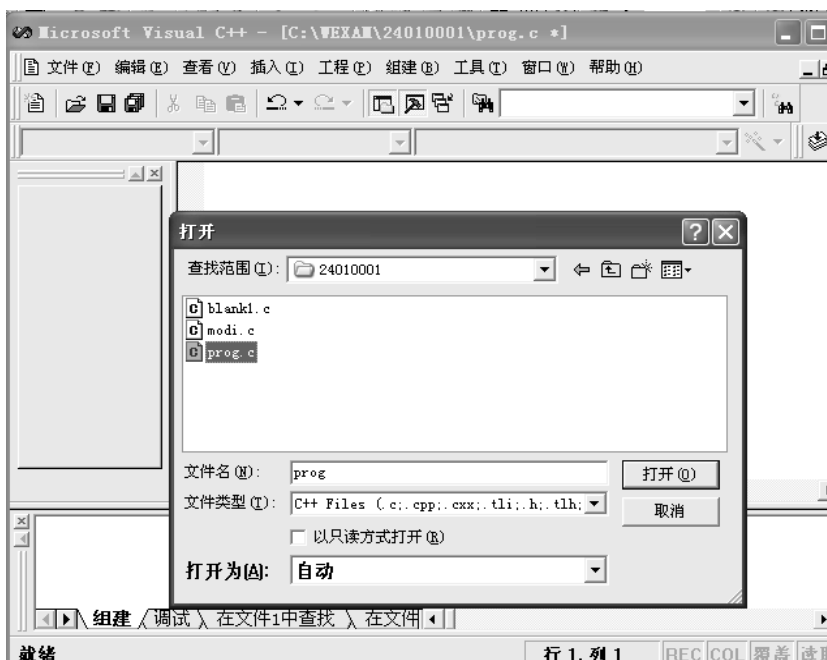 Microsoft Visual C++ - [C:\WEXAM\24010001\prog.c *]
文件(F) 编辑(E) 查看(V) 插入(I) 工程(P) 组建(B) 工具(T) 窗口(W) 帮助(H)
打开
查找范围(I): 24010001
blank1.c
modi.c
prog.c
文件名(N): prog 打开(O)
文件类型(T): C++ Files (.c;.cpp;.cxx;.tli;.h;.tlh; 取消
以只读方式打开(R)
打开为(A): 自动
组建 调试 在文件1中查找 在文件
就绪 行 1, 列 1 REC COL 覆盖 读取